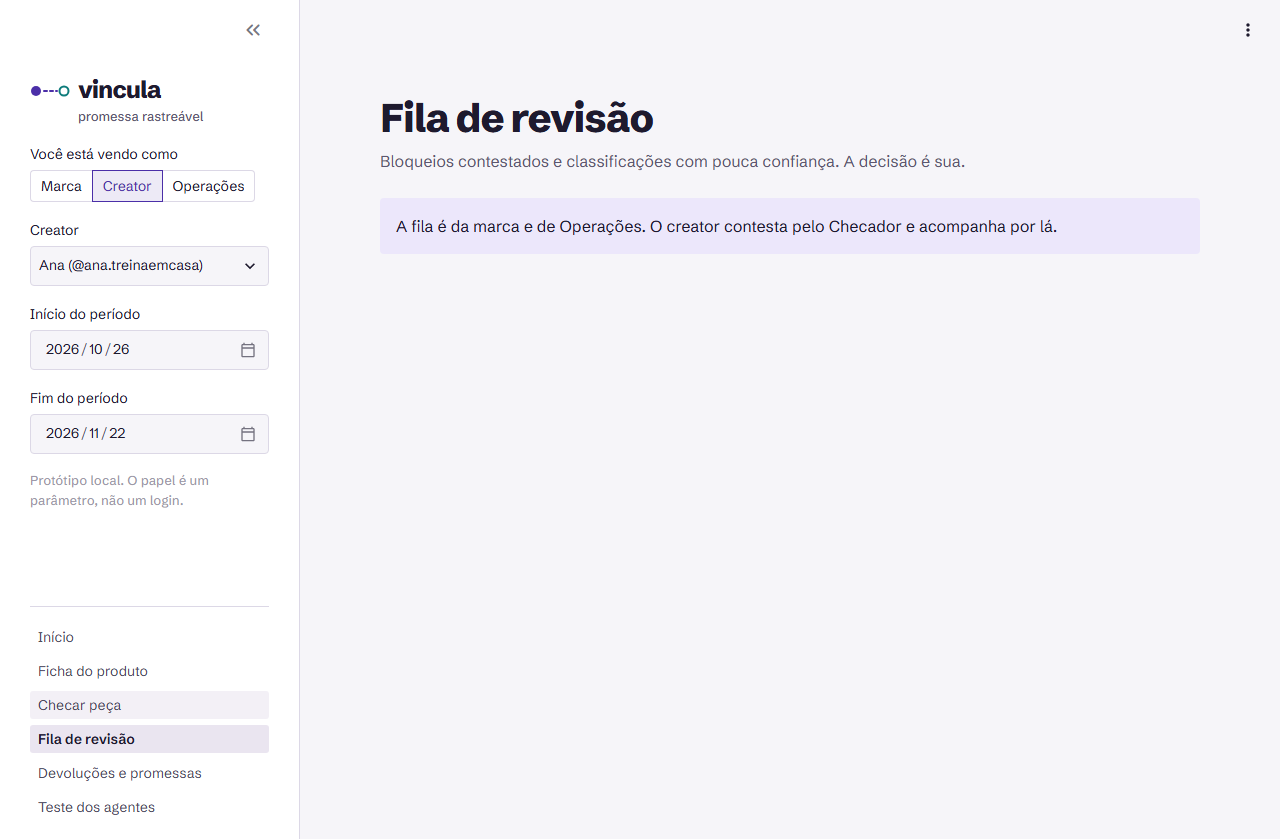 vincula
promessa rastreável
Você está vendo como
Marca Creator Operações
Creator
Ana (@ana.treinaemcasa)
Início do período
2026/10/26
Fim do período
2026/11/22
Protótipo local. O papel é um
parâmetro, não um login.
Início
Ficha do produto
Checar peça
Fila de revisão
Devoluções e promessas
Teste dos agentes
Fila de revisão
Bloqueios contestados e classificações com pouca confiança. A decisão é sua.
A fila é da marca e de Operações. O creator contesta pelo Checador e acompanha por lá.